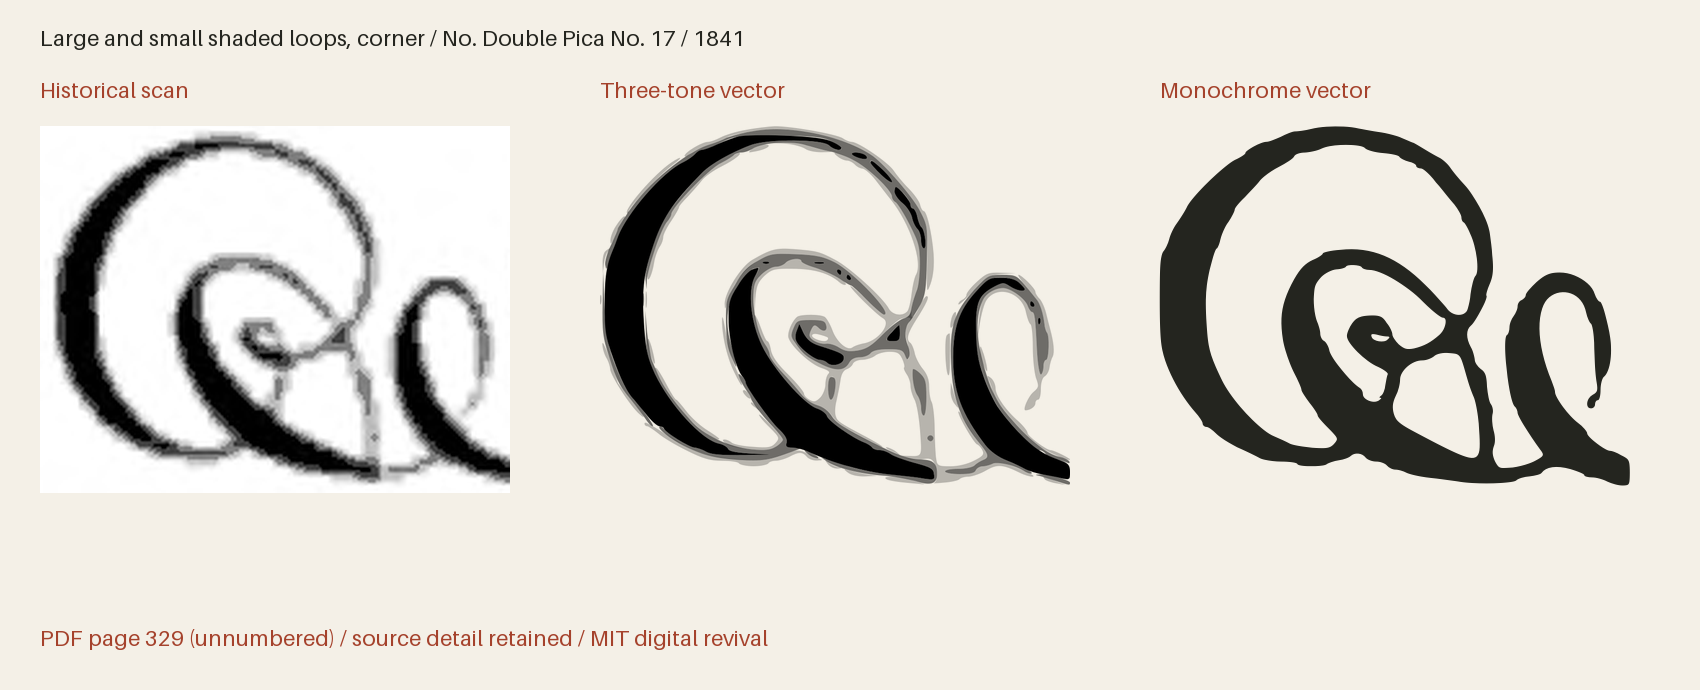 Large and small shaded loops, corner / No. Double Pica No. 17 / 1841
Historical scan
Three-tone vector
Monochrome vector
PDF page 329 (unnumbered) / source detail retained / MIT digital revival